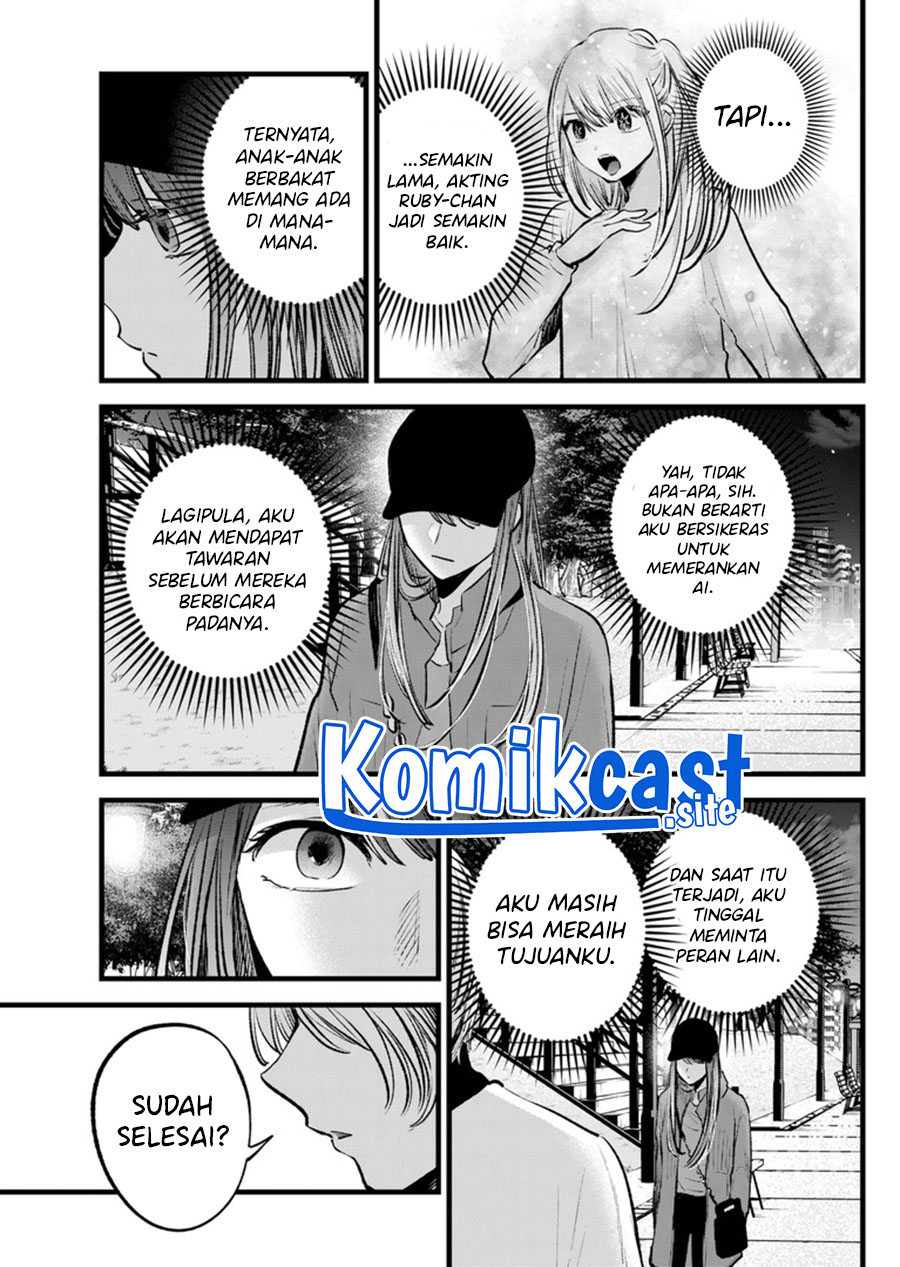 TAPI...
...SEMAKIN
LAMA, AKTING
RUBY-CHAN
JADI SEMAKIN
BAIK.
TERNYATA,
ANAK-ANAK
BERBAKAT
MEMANG ADA
DI MANA-
MANA.
YAH, TIDAK
APA-APA, SIH.
BUKAN BERARTI
AKU BERSIKERAS
UNTUK
MEMERANKAN
AI.
LAGIPULA, AKU
AKAN MENDAPAT
TAWARAN
SEBELUM MEREKA
BERBICARA
PADANYA.
Komikcast
.site
DAN SAAT ITU
TERJADI, AKU
TINGGAL
MEMINTA
PERAN LAIN.
AKU MASIH
BISA MERAIH
TUJUANKU.
SUDAH
SELESAI?